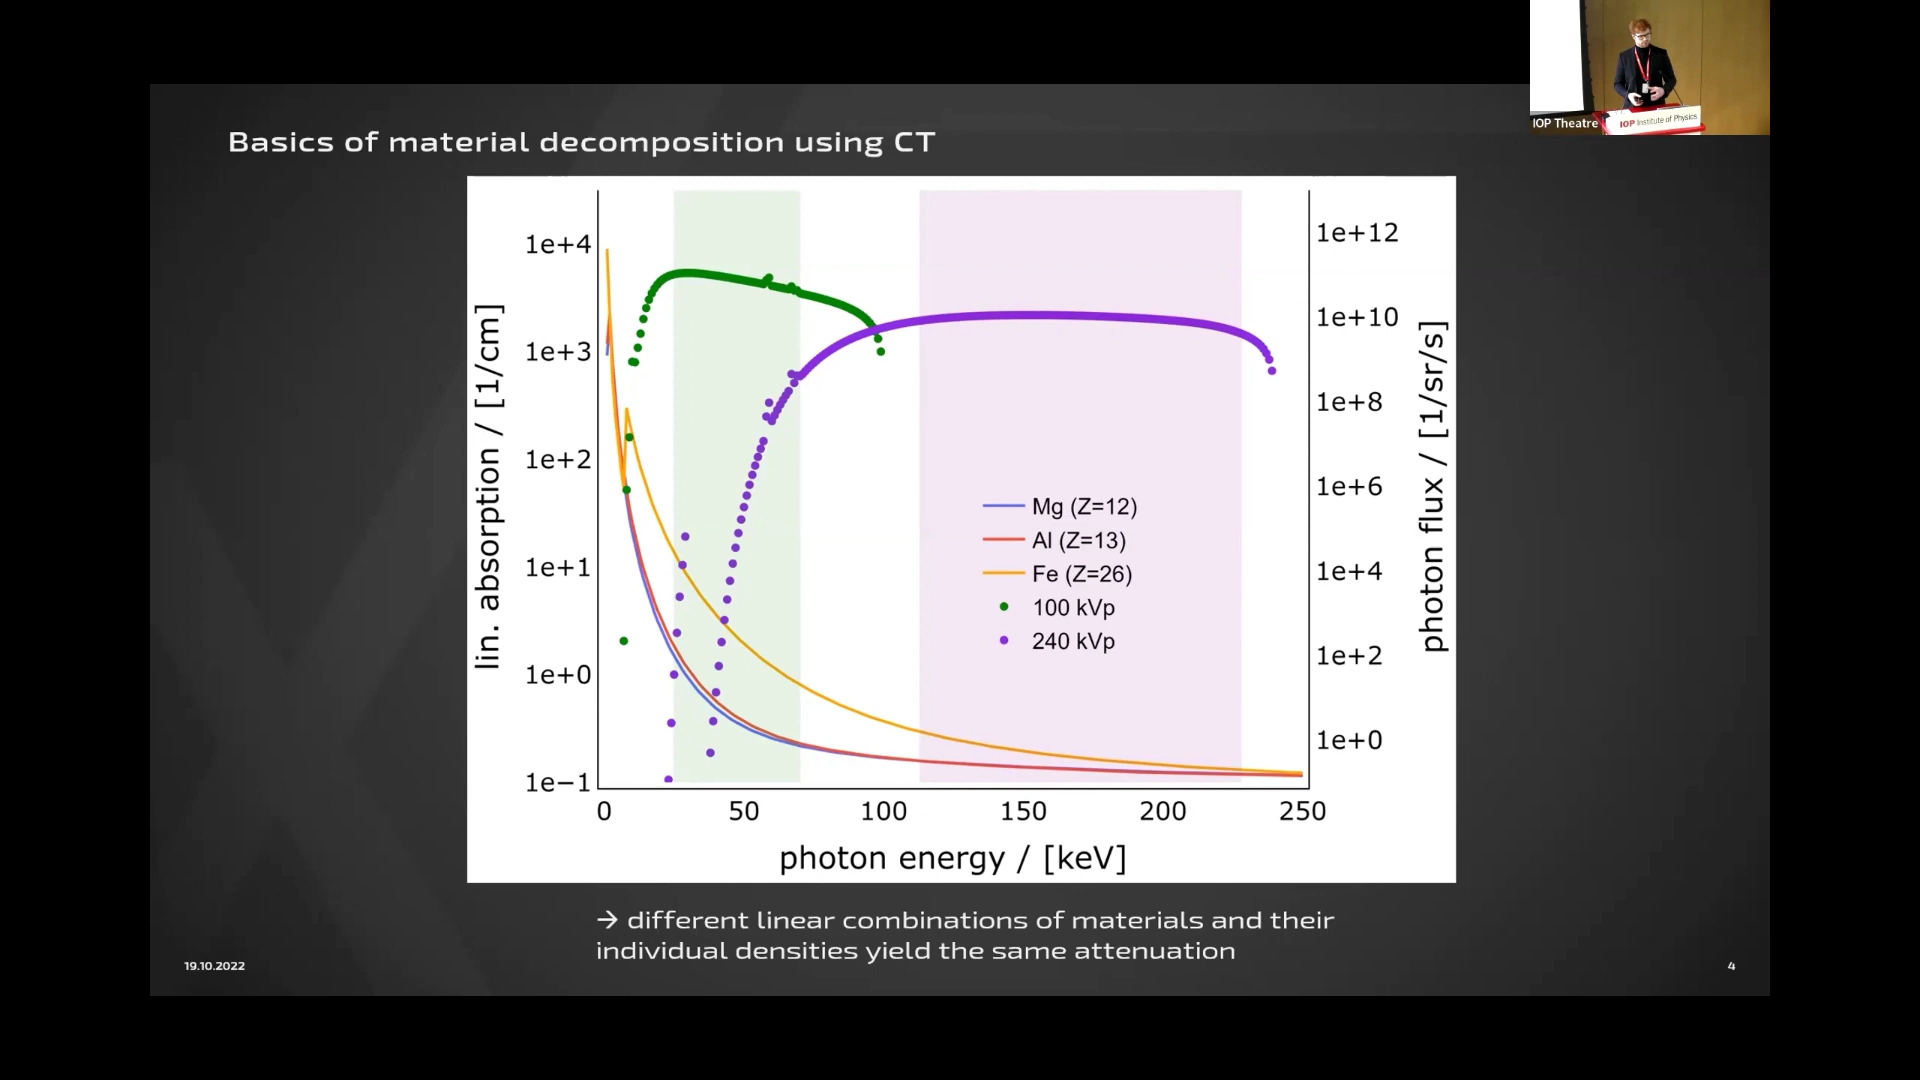 IOP Theatre
IOP Institute of Physics
Basics of material decomposition using CT
lin. absorption / [1/cm]
1e+4
1e+3
1e+2
1e+1
1e+0
1e−1
1e+12
1e+10
1e+8
1e+6
1e+4
1e+2
1e+0
photon flux / [1/sr/s]
Mg (Z=12)
Al (Z=13)
Fe (Z=26)
100 kVp
240 kVp
0 50 100 150 200 250
photon energy / [keV]
→ different linear combinations of materials and their
individual densities yield the same attenuation
19.10.2022
4